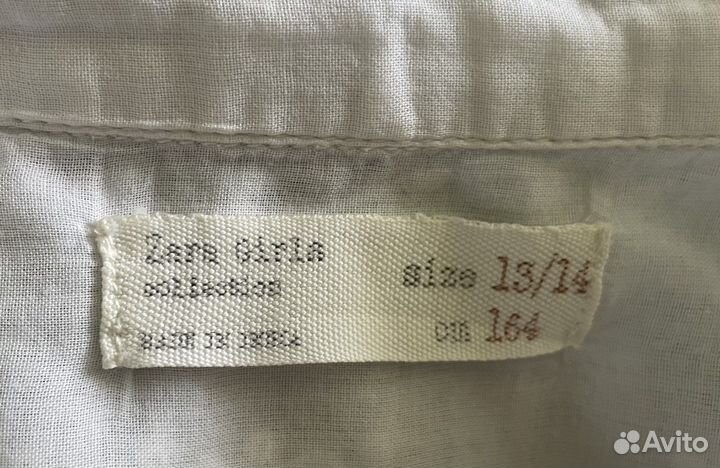 Zara Girls
collection
MADE IN INDIA
size 13/14
cm 164
Avito